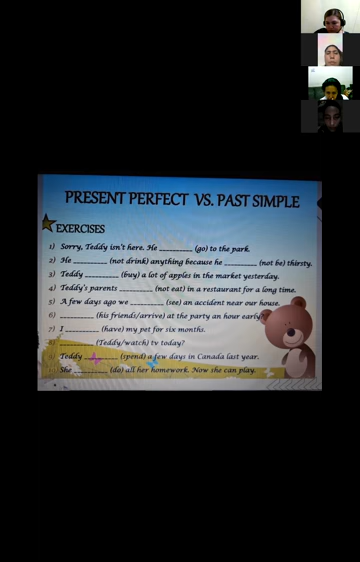 PRESENT PERFECT VS. PAST SIMPLE
EXERCISES
1) Sorry, Teddy isn't here. He ________ (go) to the park.
2) He ________ (not drink) anything because he ________ (not be) thirsty.
3) Teddy ________ (buy) a lot of apples in the market yesterday.
4) Teddy's parents ________ (not eat) in a restaurant for a long time.
5) A few days ago we ________ (see) an accident near our house.
6) ________ (his friends/arrive) at the party an hour early?
7) I ________ (have) my pet for six months.
________ (Teddy/watch) tv today?
Teddy ________ (spend) a few days in Canada last year.
She ________ (do) all her homework. Now she can play.